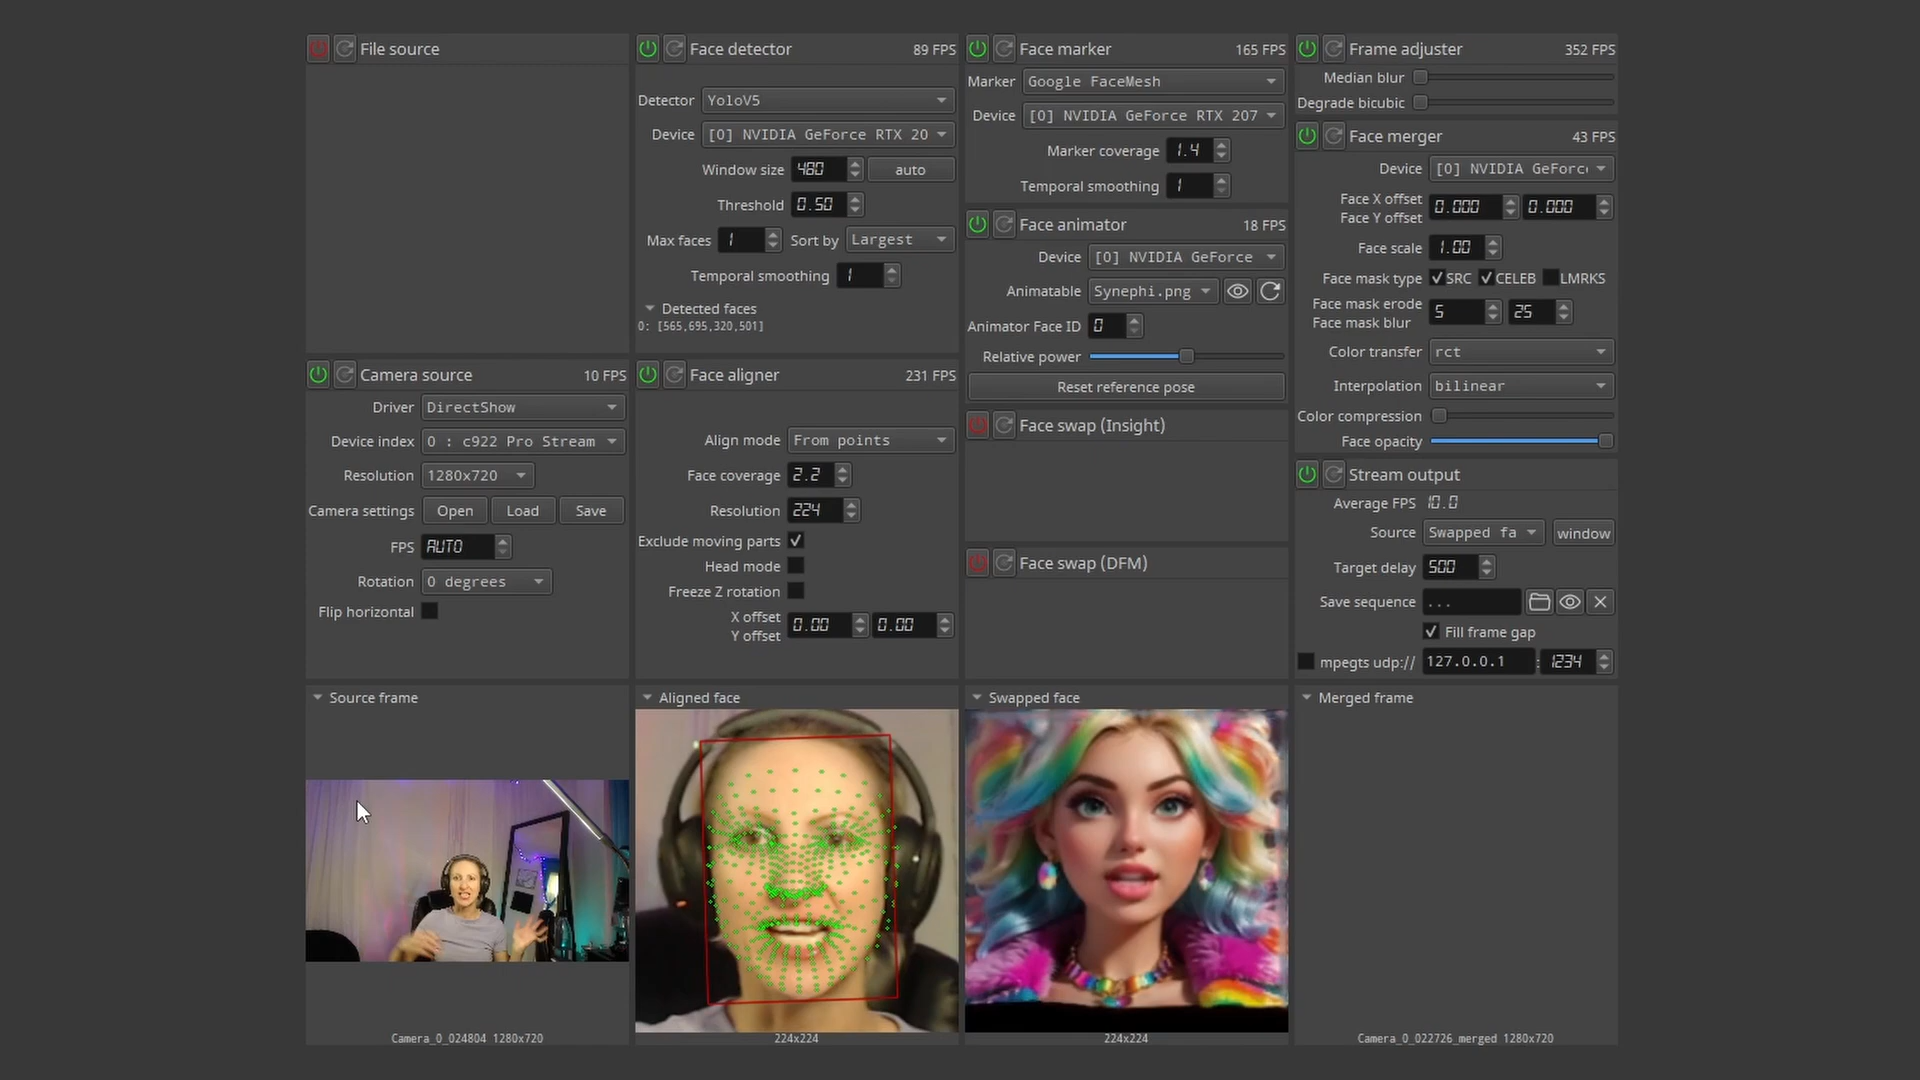 File source
Face detector 89 FPS
Detector YoloV5
Device [0] NVIDIA GeForce RTX 20
Window size 480 auto
Threshold 0.50
Max faces 1 Sort by Largest
Temporal smoothing 1
Detected faces
0: [565,695,320,501]
Face marker 165 FPS
Marker Google FaceMesh
Device [0] NVIDIA GeForce RTX 207
Marker coverage 1.4
Temporal smoothing 1
Face animator 18 FPS
Device [0] NVIDIA GeForce
Animatable Synephi.png
Animator Face ID 0
Relative power
Reset reference pose
Frame adjuster 352 FPS
Median blur
Degrade bicubic
Face merger 43 FPS
Device [0] NVIDIA GeForc
Face X offset
Face Y offset
0.000 0.000
Face scale 1.00
Face mask type SRC CELEB LMRKS
Face mask erode
Face mask blur
5 25
Color transfer rct
Interpolation bilinear
Color compression
Face opacity
Camera source 10 FPS
Driver DirectShow
Device index 0 : c922 Pro Stream
Resolution 1280x720
Camera settings Open Load Save
FPS AUTO
Rotation 0 degrees
Flip horizontal
Face aligner 231 FPS
Align mode From points
Face coverage 2.2
Resolution 224
Exclude moving parts
Head mode
Freeze Z rotation
X offset
Y offset
0.00 0.00
Face swap (Insight)
Face swap (DFM)
Stream output
Average FPS 10.0
Source Swapped fa window
Target delay 500
Save sequence ...
Fill frame gap
mpegts udp:// 127.0.0.1 : 1234
Source frame
Camera_0_024804 1280x720
Aligned face
224x224
Swapped face
224x224
Merged frame
Camera_0_022726_merged 1280x720